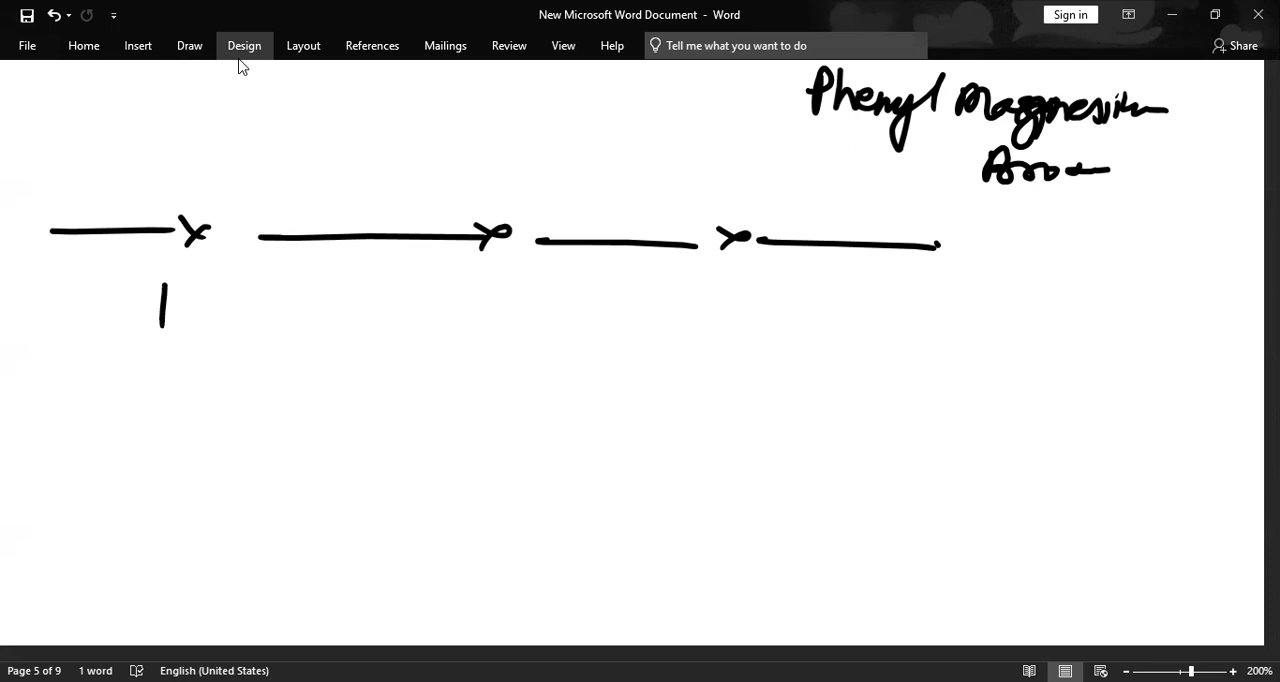 New Microsoft Word Document - Word
Sign in
File Home Insert Draw Design Layout References Mailings Review View Help Tell me what you want to do Share
Phenyl
Page 5 of 9 1 word English (United States) 200%